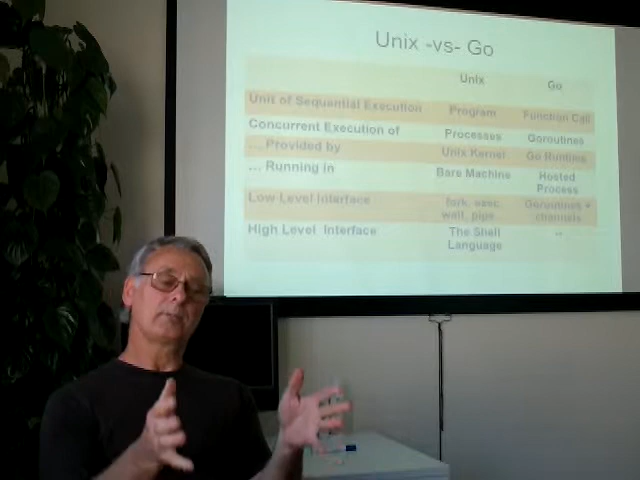 Unix -vs- Go
Unix Go
Unit of Sequential Execution Program Function Call
Concurrent Execution of Processes Goroutines
... Provided by Unix Kernel Go Runtime
... Running in Bare Machine Hosted
Process
Low Level Interface fork, exec, Goroutines +
wait, pipe... channels
High Level Interface The Shell --
Language